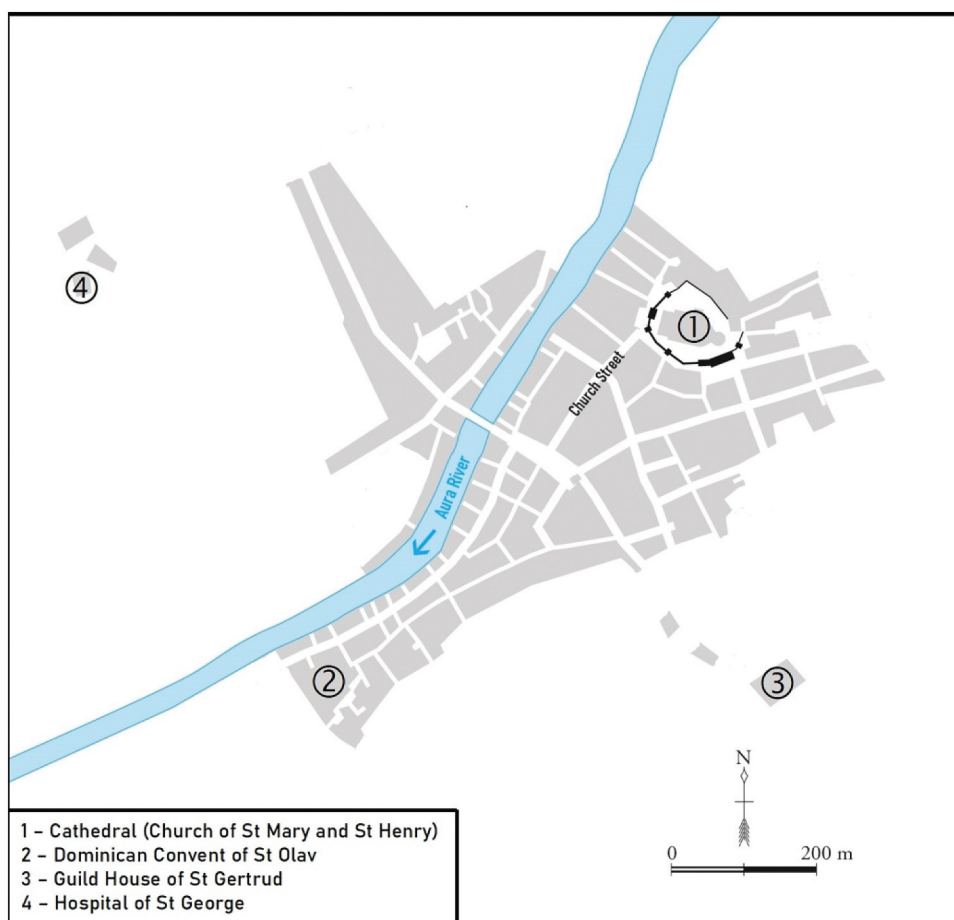 ①
④
Church Street
Aura River
②
③
N
0 200 m
1 – Cathedral (Church of St Mary and St Henry)
2 – Dominican Convent of St Olav
3 – Guild House of St Gertrud
4 – Hospital of St George